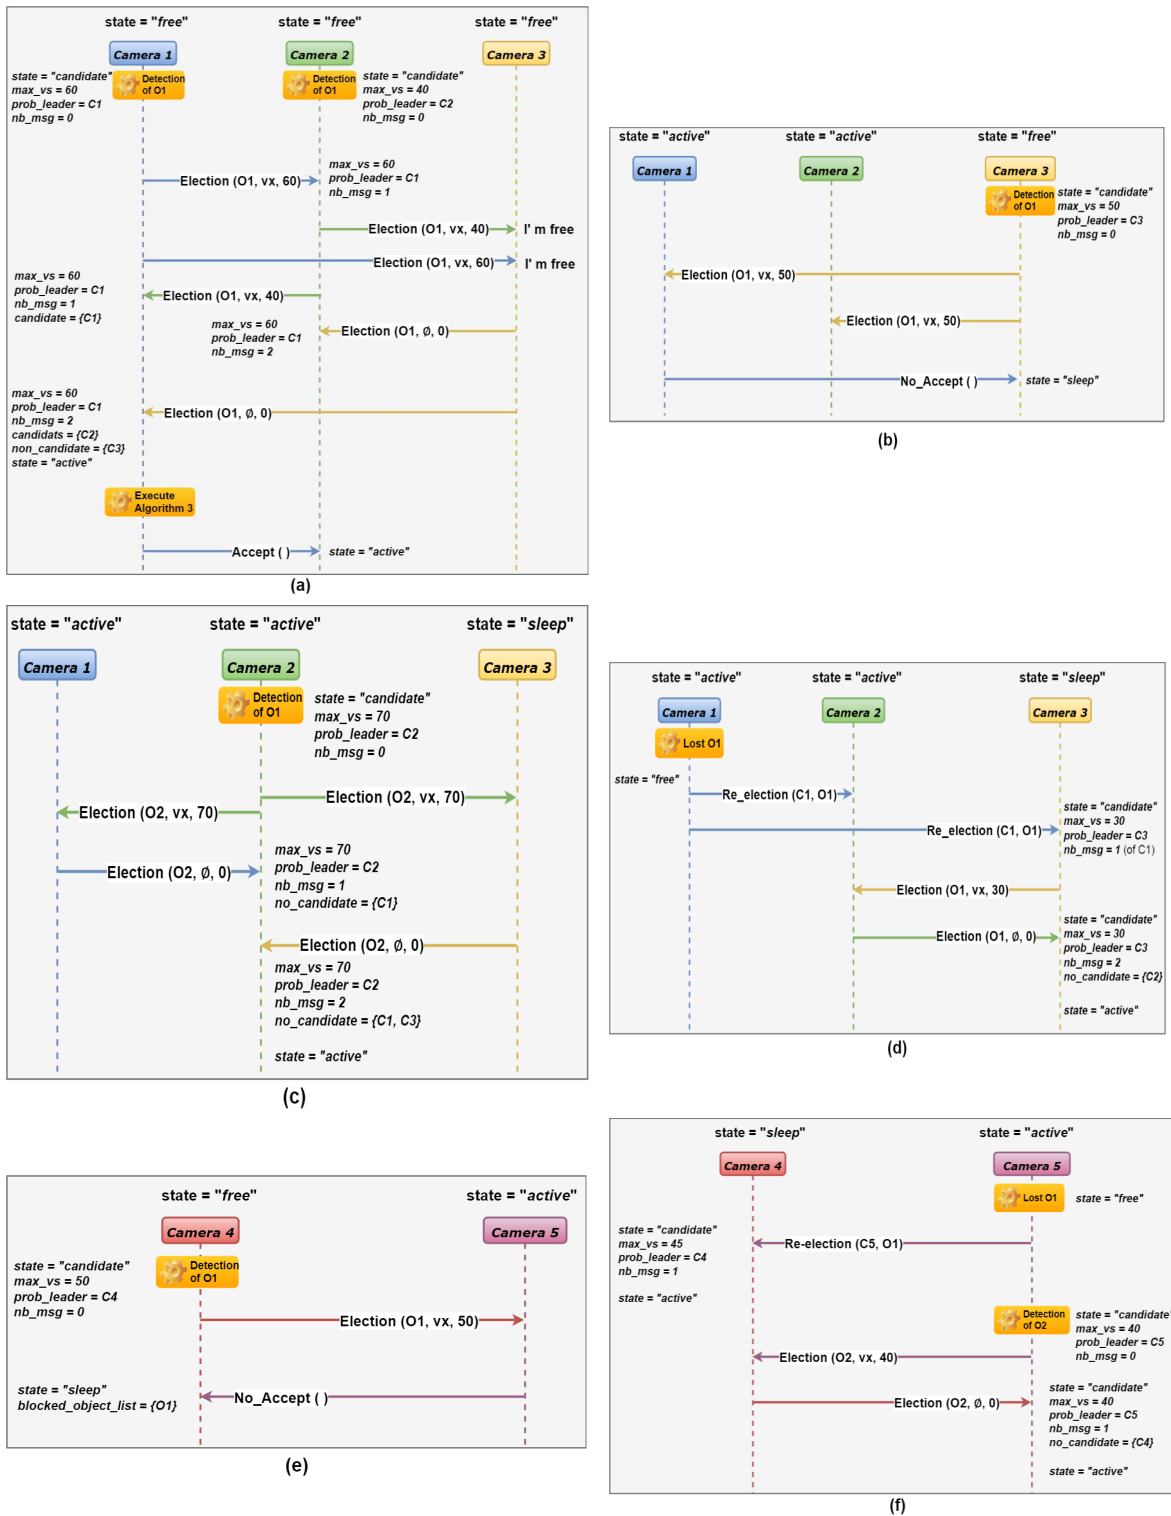 state = "free"
state = "free"
state = "free"
Camera 1
Camera 2
Camera 3
state = "candidate"
max_vs = 60
prob_leader = C1
nb_msg = 0
Detection
of O1
Detection
of O1
state = "candidate"
max_vs = 40
prob_leader = C2
nb_msg = 0
Election (O1, vx, 60)
max_vs = 60
prob_leader = C1
nb_msg = 1
Election (O1, vx, 40)
I' m free
Election (O1, vx, 60)
I' m free
max_vs = 60
prob_leader = C1
nb_msg = 1
candidate = {C1}
Election (O1, vx, 40)
max_vs = 60
prob_leader = C1
nb_msg = 2
Election (O1, ∅, 0)
max_vs = 60
prob_leader = C1
nb_msg = 2
candidats = {C2}
non_candidate = {C3}
state = "active"
Election (O1, ∅, 0)
Execute
Algorithm 3
Accept ( )
state = "active"
(a)
state = "active"
state = "active"
state = "free"
Camera 1
Camera 2
Camera 3
Detection
of O1
state = "candidate"
max_vs = 50
prob_leader = C3
nb_msg = 0
Election (O1, vx, 50)
Election (O1, vx, 50)
No_Accept ( )
state = "sleep"
(b)
state = "active"
state = "active"
state = "sleep"
Camera 1
Camera 2
Camera 3
Detection
of O1
state = "candidate"
max_vs = 70
prob_leader = C2
nb_msg = 0
Election (O2, vx, 70)
Election (O2, vx, 70)
Election (O2, ∅, 0)
max_vs = 70
prob_leader = C2
nb_msg = 1
no_candidate = {C1}
Election (O2, ∅, 0)
max_vs = 70
prob_leader = C2
nb_msg = 2
no_candidate = {C1, C3}
state = "active"
(c)
state = "active"
state = "active"
state = "sleep"
Camera 1
Camera 2
Camera 3
Lost O1
state = "free"
Re_election (C1, O1)
Re_election (C1, O1)
state = "candidate"
max_vs = 30
prob_leader = C3
nb_msg = 1 (of C1)
Election (O1, vx, 30)
Election (O1, ∅, 0)
state = "candidate"
max_vs = 30
prob_leader = C3
nb_msg = 2
no_candidate = {C2}
state = "active"
(d)
state = "free"
state = "active"
Camera 4
Camera 5
state = "candidate"
max_vs = 50
prob_leader = C4
nb_msg = 0
Detection
of O1
Election (O1, vx, 50)
state = "sleep"
blocked_object_list = {O1}
No_Accept ( )
(e)
state = "sleep"
state = "active"
Camera 4
Camera 5
Lost O1
state = "free"
state = "candidate"
max_vs = 45
prob_leader = C4
nb_msg = 1
state = "active"
Re-election (C5, O1)
Detection
of O2
state = "candidate"
max_vs = 40
prob_leader = C5
nb_msg = 0
Election (O2, vx, 40)
Election (O2, ∅, 0)
state = "candidate"
max_vs = 40
prob_leader = C5
nb_msg = 1
no_candidate = {C4}
state = "active"
(f)